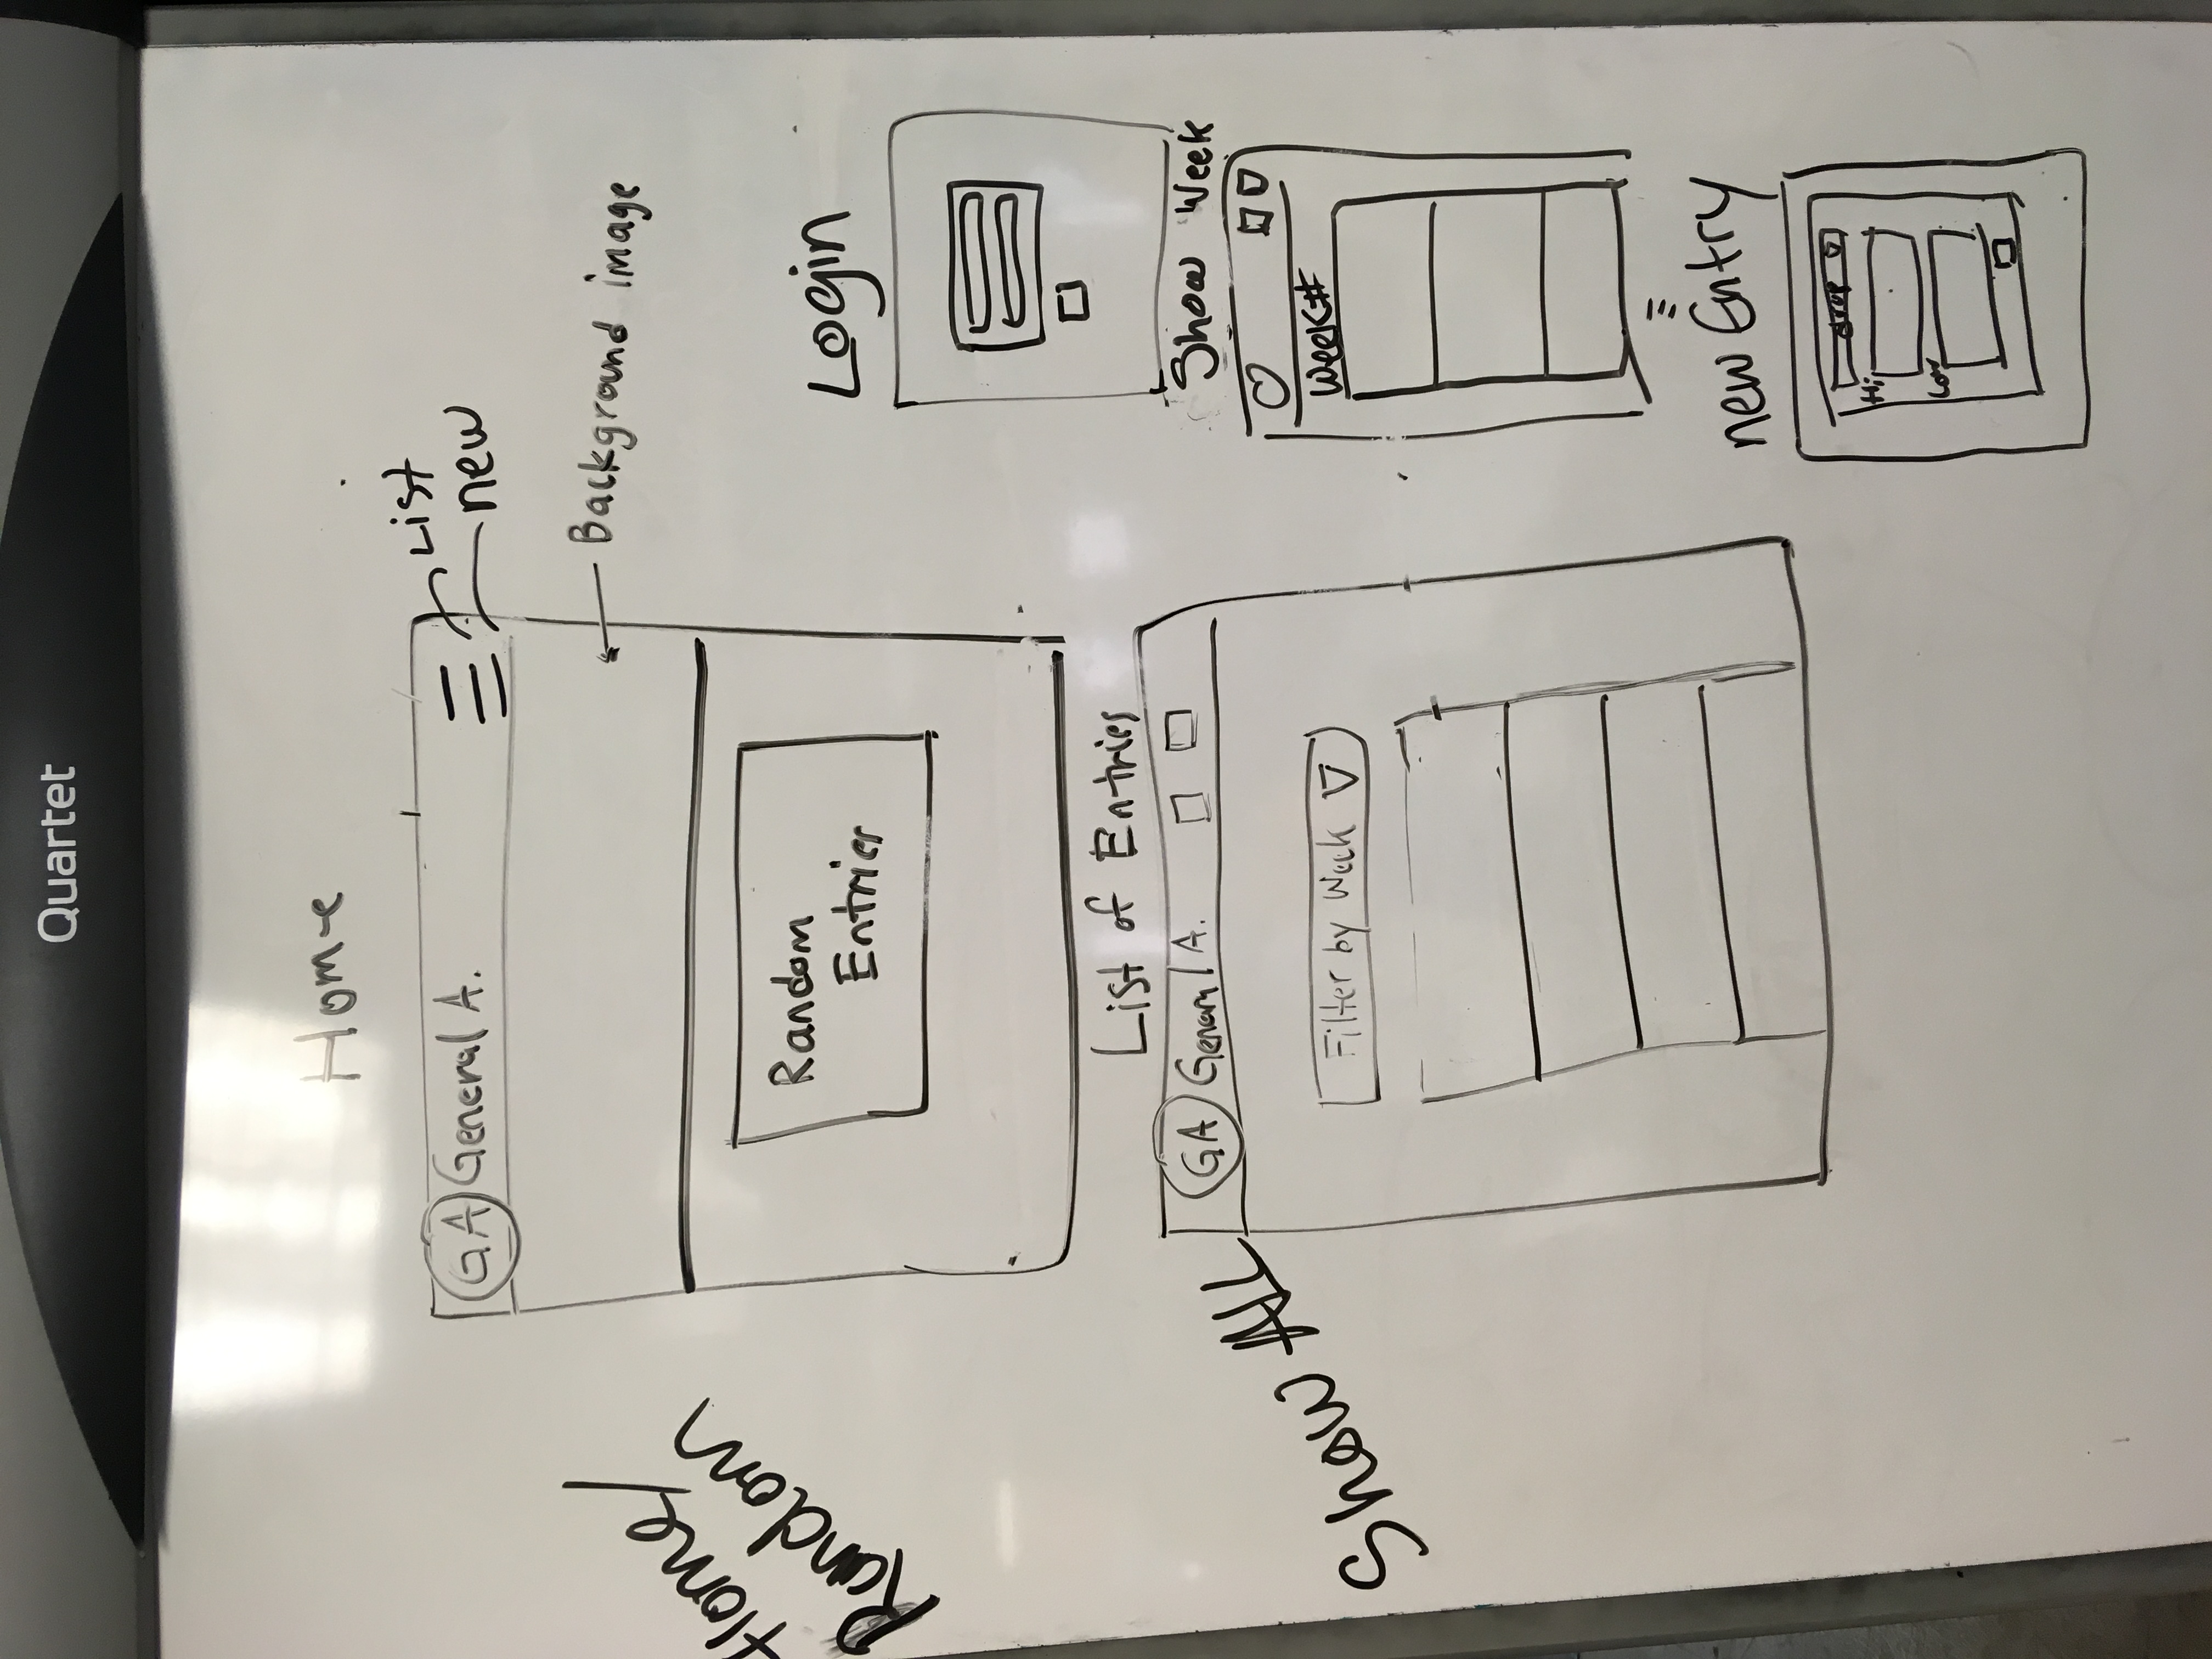 Quartet
Home
GA General A.
List
new
Background image
Home/
Random
Random
Entries
Login
List of Entries
GA General A.
Show ALL
Filter by Week
Show Week
Week#
new Entry
drop
Hi
Low